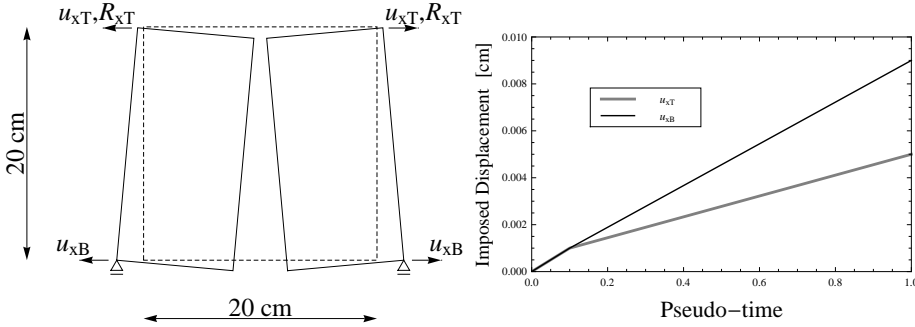 u_xT,R_xT
u_xT,R_xT
20 cm
u_xB
u_xB
20 cm
Imposed Displacement [cm]
0.010
0.008
0.006
0.004
0.002
0.000
u_xT
u_xB
0.0 0.2 0.4 0.6 0.8 1.0
Pseudo-time